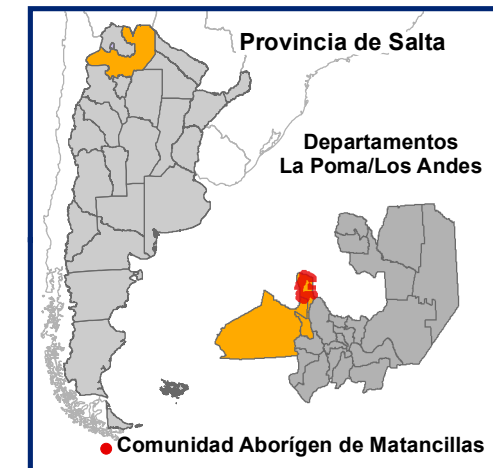 Provincia de Salta
Departamentos
La Poma/Los Andes
Comunidad Aborígen de Matancillas